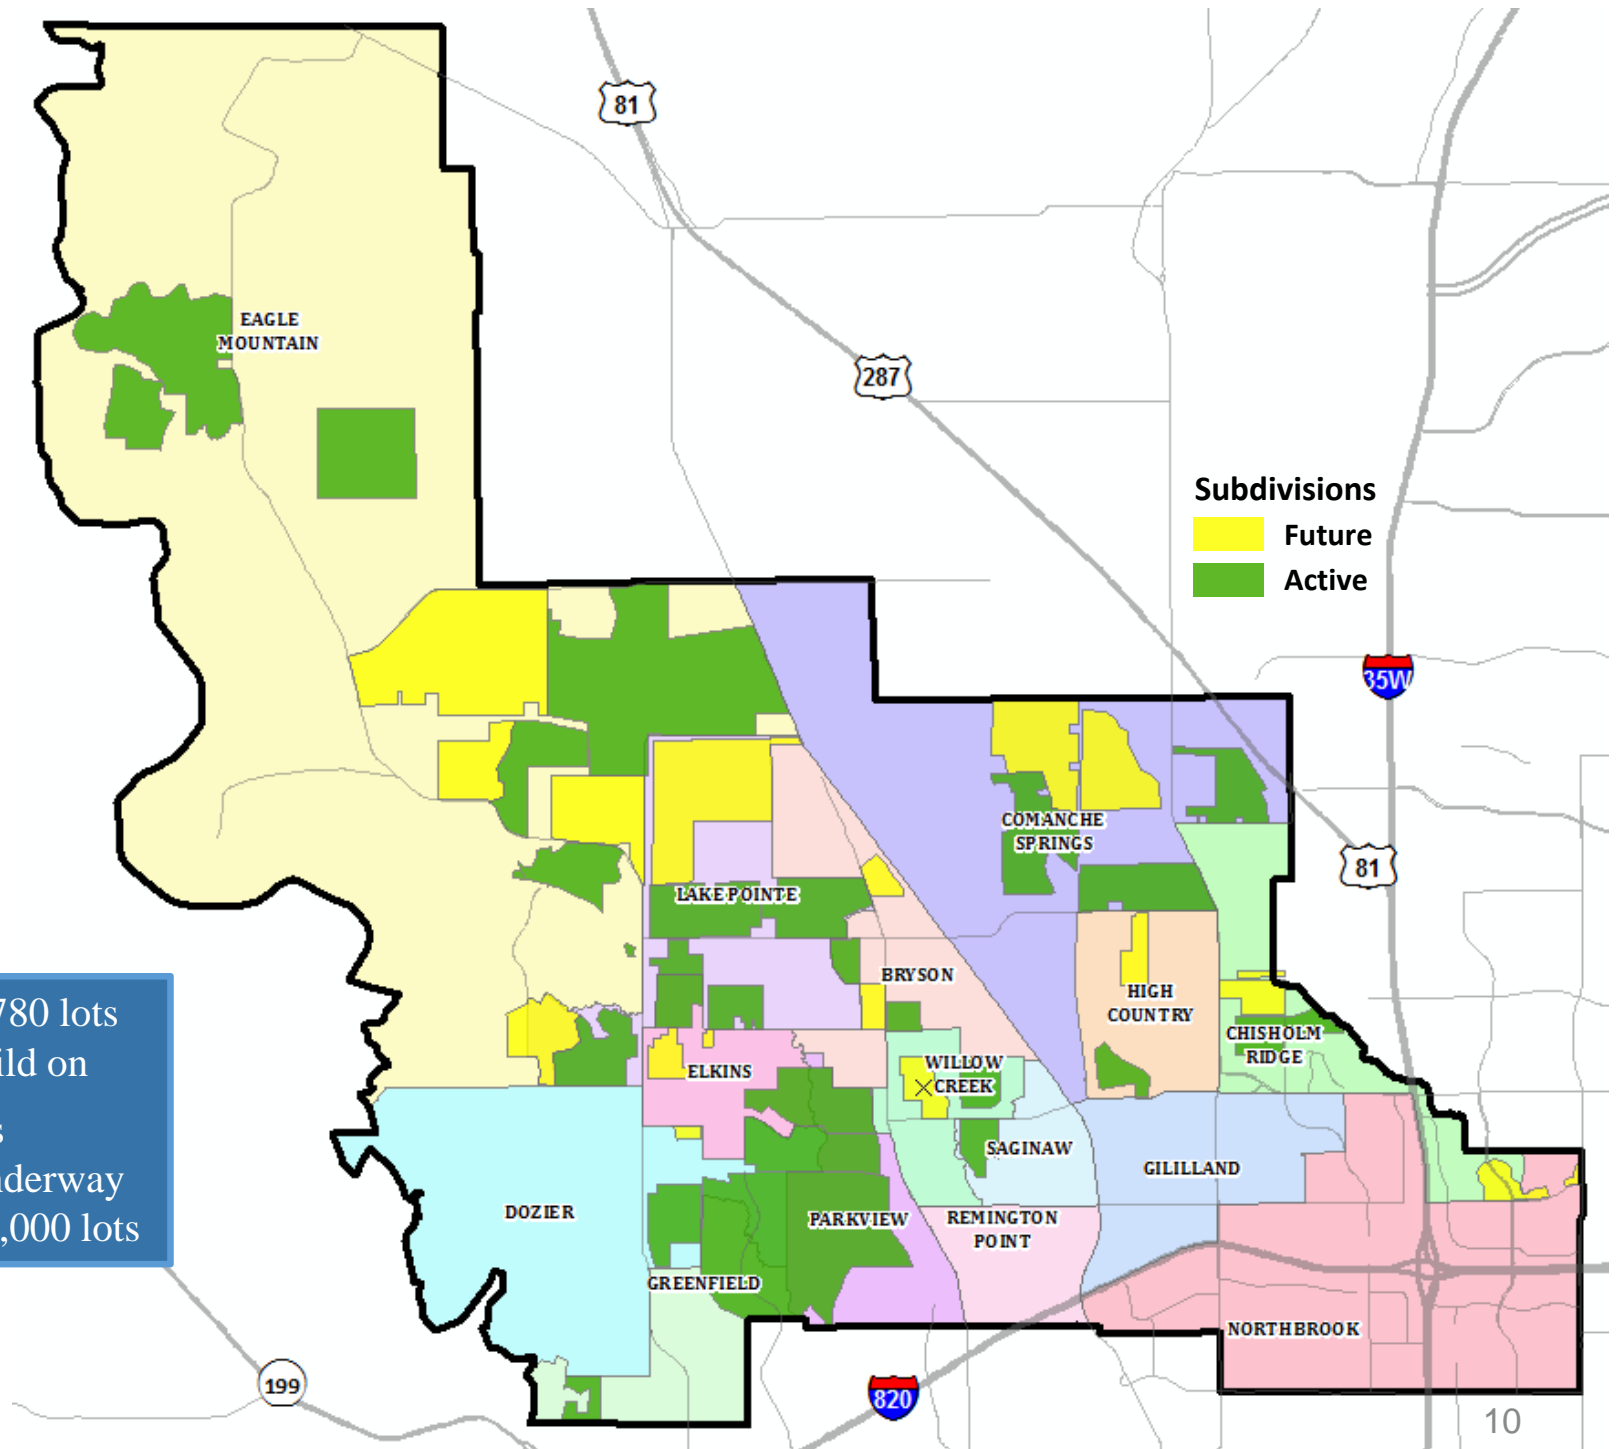 81
287
Subdivisions
Future
Active
35W
81
EAGLE
MOUNTAIN
COMANCHE
SPRINGS
LAKE POINTE
BRYSON
HIGH
COUNTRY
CHISHOLM
RIDGE
WILLOW
CREEK
ELKINS
SAGINAW
GILILLAND
DOZIER
PARKVIEW
REMINGTON
POINT
GREENFIELD
NORTHBROOK
780 lots
ild on
s
nderway
,000 lots
199
820
10